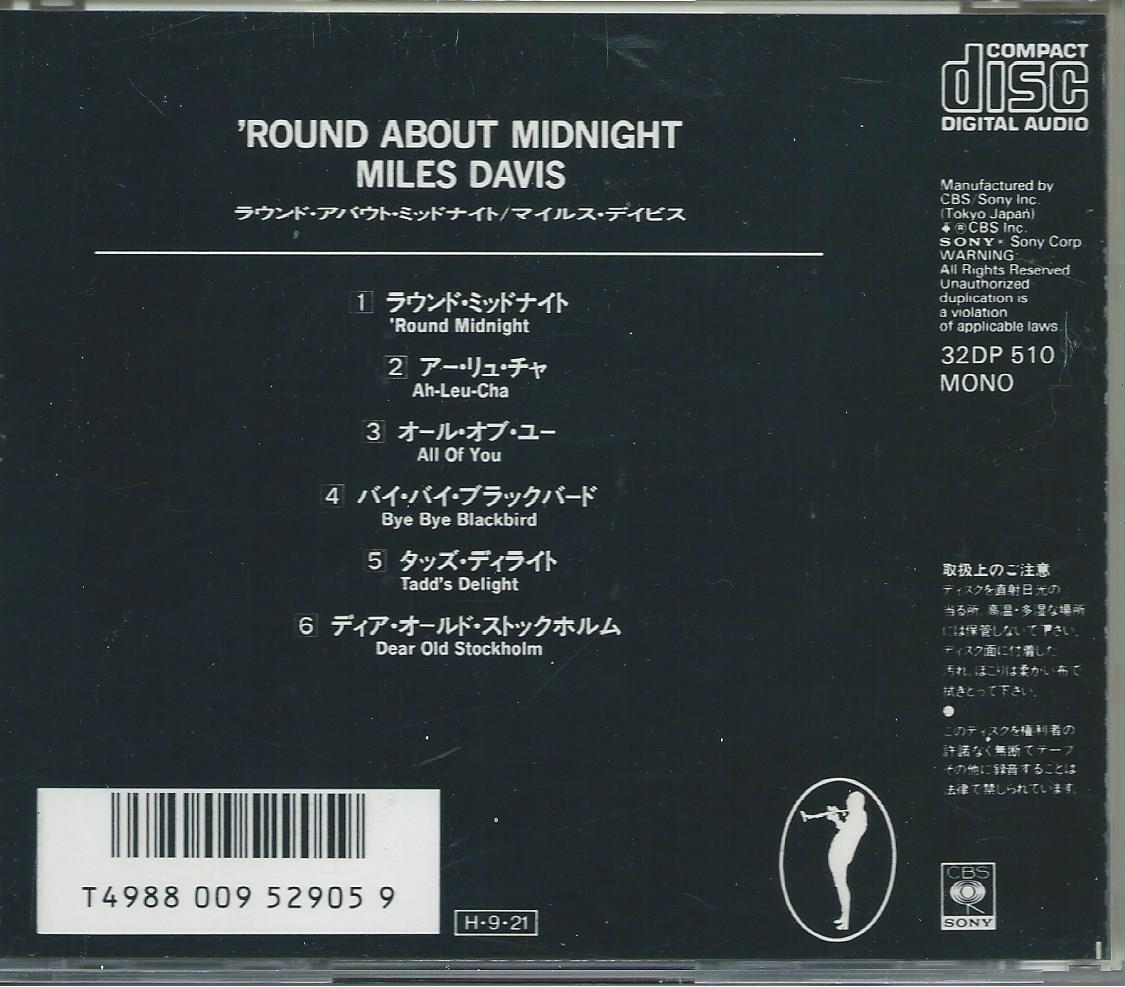 'ROUND ABOUT MIDNIGHT
MILES DAVIS
ラウンド・アバウト・ミッドナイト/マイルス・デイビス
1 ラウンド・ミッドナイト
'Round Midnight
2 アー・リュ・チャ
Ah-Leu-Cha
3 オール・オブ・ユー
All Of You
4 バイ・バイ・ブラックバード
Bye Bye Blackbird
5 タッズ・ディライト
Tadd's Delight
6 ディア・オールド・ストックホルム
Dear Old Stockholm
T4988 009 52905 9
H・9・21
COMPACT
disc
DIGITAL AUDIO
Manufactured by
CBS/Sony Inc.
(Tokyo Japan)
℗CBS Inc.
SONY® Sony Corp
WARNING:
All Rights Reserved
Unauthorized
duplication is
a violation
of applicable laws.
32DP 510
MONO
取扱上のご注意
ディスクを直射日光の
当る所、高温・多湿な場所
には保管しないで下さい。
ディスク面に付着した
汚れ、ほこりは柔かい布で
拭きとって下さい。
このディスクを権利者の
許諾なく無断でテープ
その他に録音することは
法律で禁じられています。
CBS
SONY